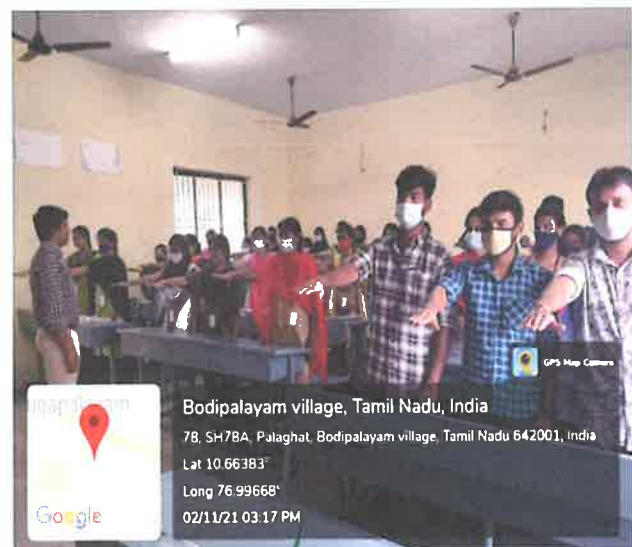 GPS Map Camera
Bodipalayam village, Tamil Nadu, India
7B, SH78A, Palaghat, Bodipalayam village, Tamil Nadu 642001, India
Lat 10.66383°
Long 76.99668°
02/11/21 03:17 PM
Google